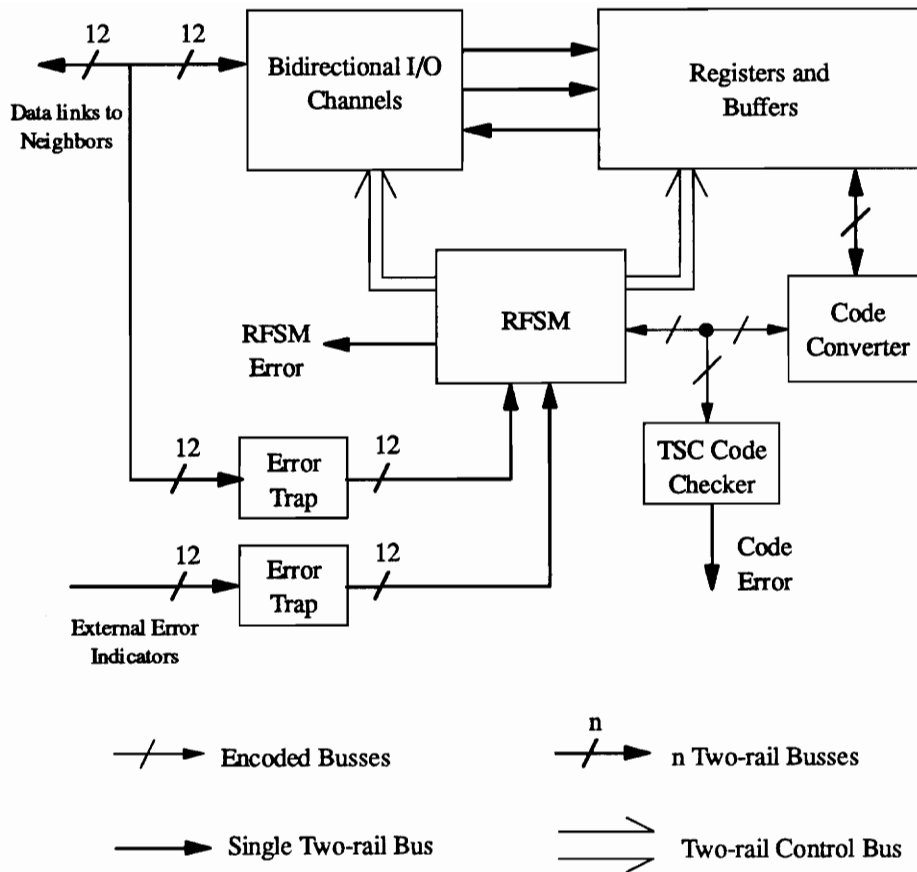 12
12
Bidirectional I/O
Channels
Registers and
Buffers
Data links to
Neighbors
RFSM
RFSM
Error
Code
Converter
12
Error
Trap
12
TSC Code
Checker
12
Error
Trap
12
Code
Error
External Error
Indicators
Encoded Busses
n
n Two-rail Busses
Single Two-rail Bus
Two-rail Control Bus